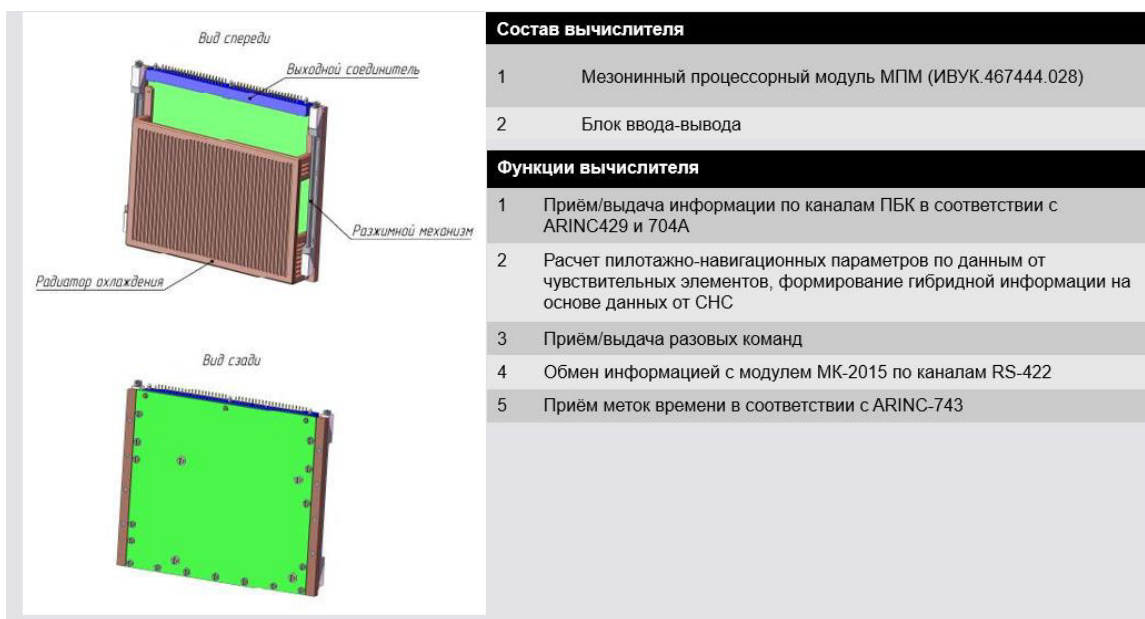 Вид спереди
Выходной соединитель
Разжимной механизм
Радиатор охлаждения
Вид сзади
Состав вычислителя
1 Мезонинный процессорный модуль МПМ (ИВУК.467444.028)
2 Блок ввода-вывода
Функции вычислителя
1 Приём/выдача информации по каналам ПБК в соответствии с
ARINC429 и 704A
2 Расчет пилотажно-навигационных параметров по данным от
чувствительных элементов, формирование гибридной информации на
основе данных от СНС
3 Приём/выдача разовых команд
4 Обмен информацией с модулем МК-2015 по каналам RS-422
5 Приём меток времени в соответствии с ARINC-743